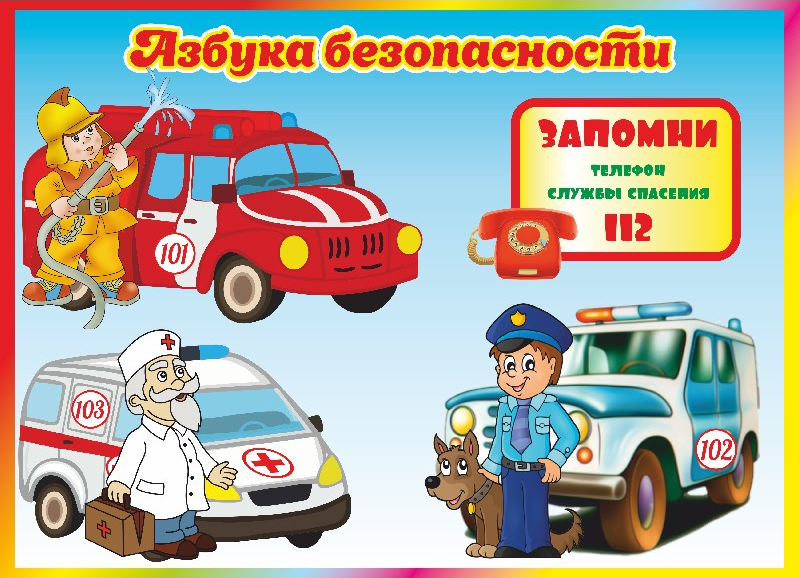 Азбука безопасности
ЗАПОМНИ
ТЕЛЕФОН
СЛУЖБЫ СПАСЕНИЯ
112
101
103
102